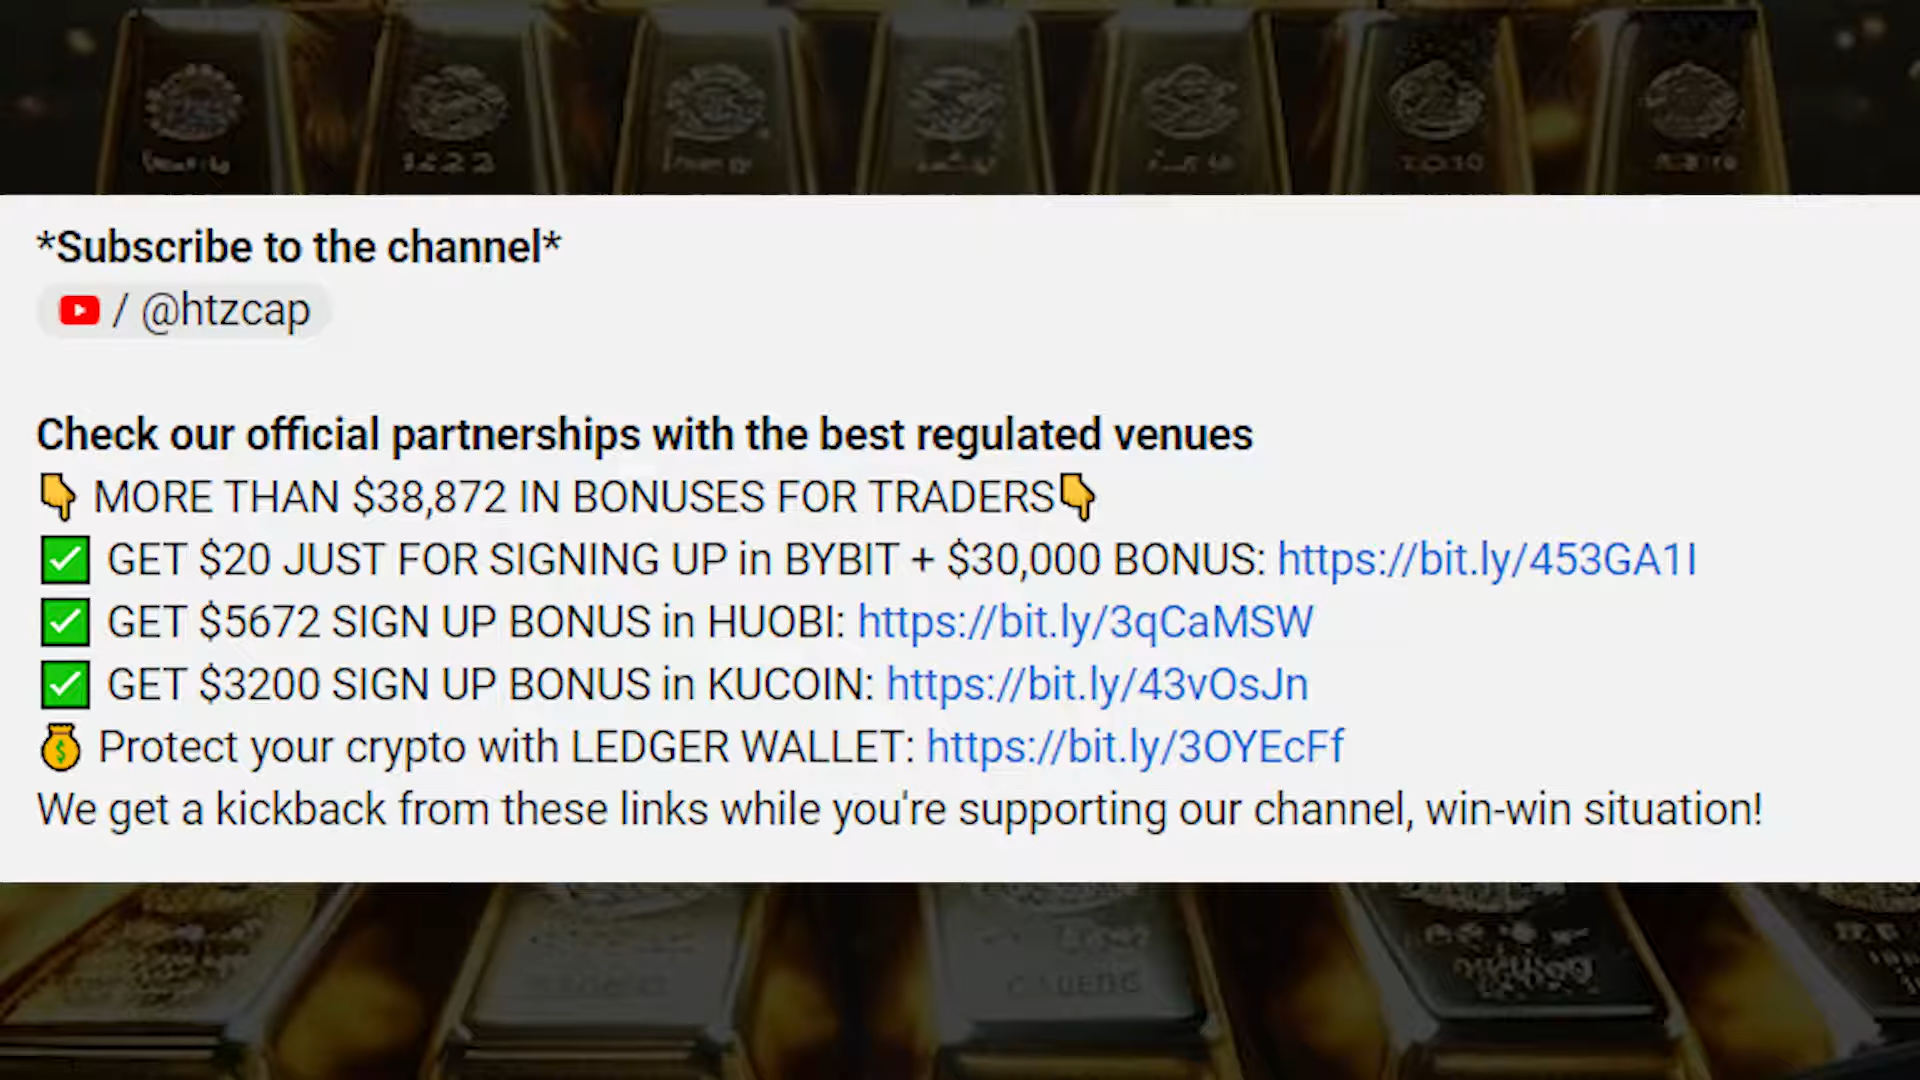 *Subscribe to the channel*
/ @htzcap
Check our official partnerships with the best regulated venues
👇 MORE THAN $38,872 IN BONUSES FOR TRADERS👇
✅ GET $20 JUST FOR SIGNING UP in BYBIT + $30,000 BONUS: https://bit.ly/453GA1I
✅ GET $5672 SIGN UP BONUS in HUOBI: https://bit.ly/3qCaMSW
✅ GET $3200 SIGN UP BONUS in KUCOIN: https://bit.ly/43vOsJn
💰 Protect your crypto with LEDGER WALLET: https://bit.ly/3OYEcFf
We get a kickback from these links while you're supporting our channel, win-win situation!